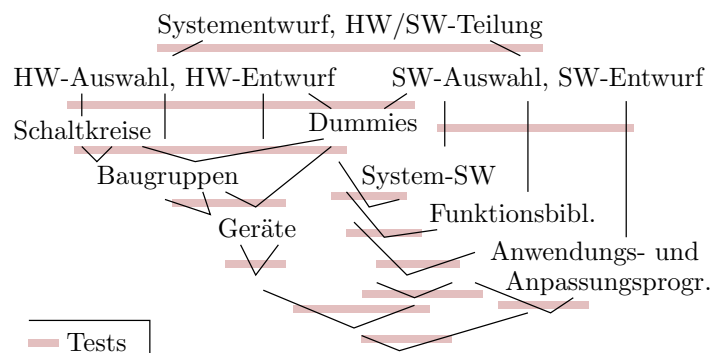 Systementwurf, HW/SW-Teilung
HW-Auswahl, HW-Entwurf
SW-Auswahl, SW-Entwurf
Schaltkreise
Dummies
Baugruppen
System-SW
Funktionsbibl.
Geräte
Anwendungs- und
Anpassungsprogr.
Tests